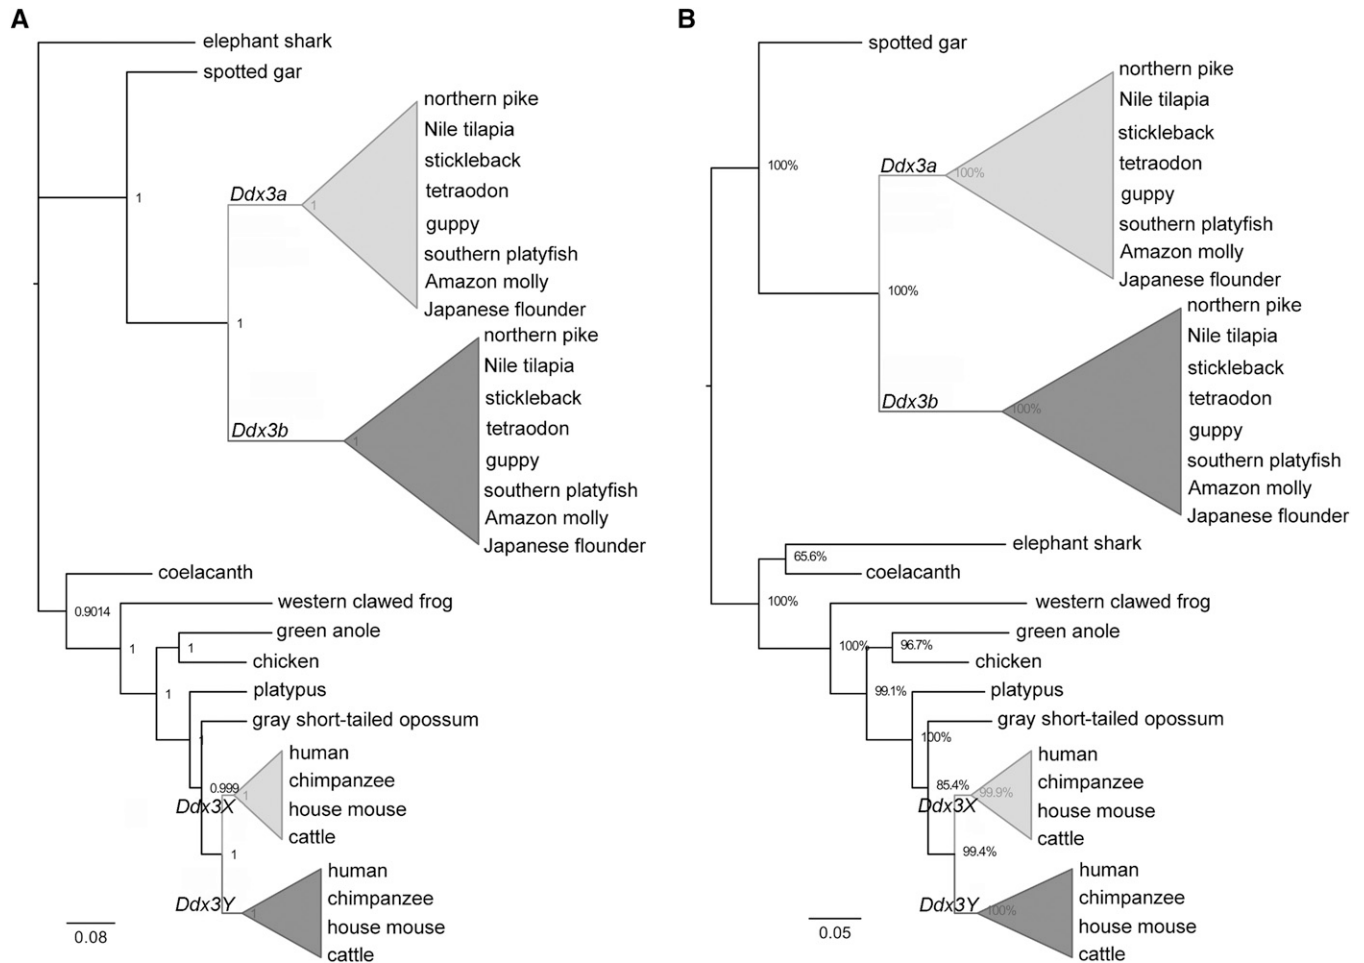 A
elephant shark
spotted gar
1
Ddx3a
1
northern pike
Nile tilapia
stickleback
tetraodon
guppy
southern platyfish
Amazon molly
Japanese flounder
1
Ddx3b
1
northern pike
Nile tilapia
stickleback
tetraodon
guppy
southern platyfish
Amazon molly
Japanese flounder
coelacanth
0.9014
western clawed frog
1
green anole
1
chicken
1
platypus
1
gray short-tailed opossum
0.999
Ddx3X
1
human
chimpanzee
house mouse
cattle
1
Ddx3Y
1
human
chimpanzee
house mouse
cattle
0.08
B
spotted gar
100%
Ddx3a
100%
northern pike
Nile tilapia
stickleback
tetraodon
guppy
southern platyfish
Amazon molly
Japanese flounder
100%
Ddx3b
100%
northern pike
Nile tilapia
stickleback
tetraodon
guppy
southern platyfish
Amazon molly
Japanese flounder
elephant shark
65.6%
coelacanth
100%
western clawed frog
100%
green anole
96.7%
chicken
99.1%
platypus
100%
gray short-tailed opossum
85.4%
Ddx3X
99.9%
human
chimpanzee
house mouse
cattle
99.4%
Ddx3Y
100%
human
chimpanzee
house mouse
cattle
0.05